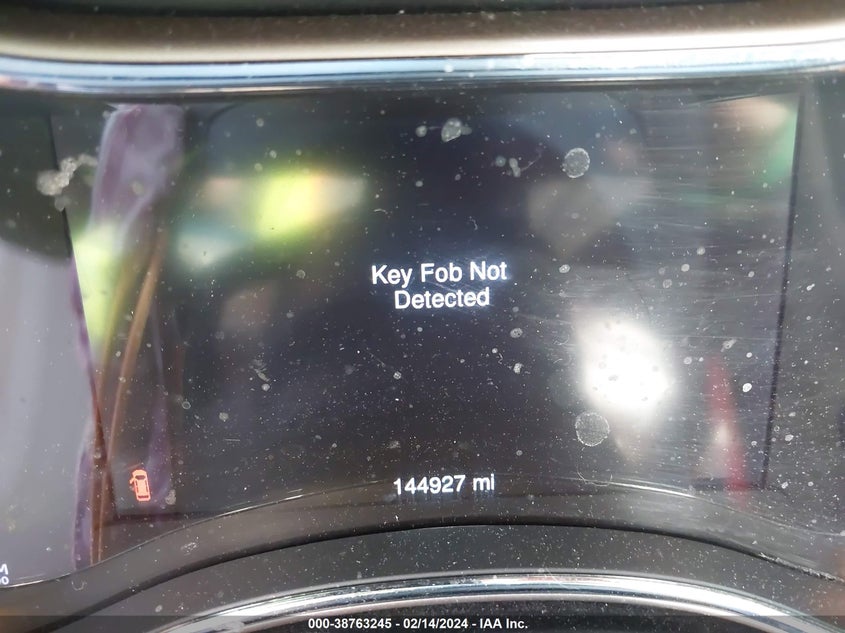 Key Fob Not
Detected
144927 mi
000-38763245 - 02/14/2024 - IAA Inc.